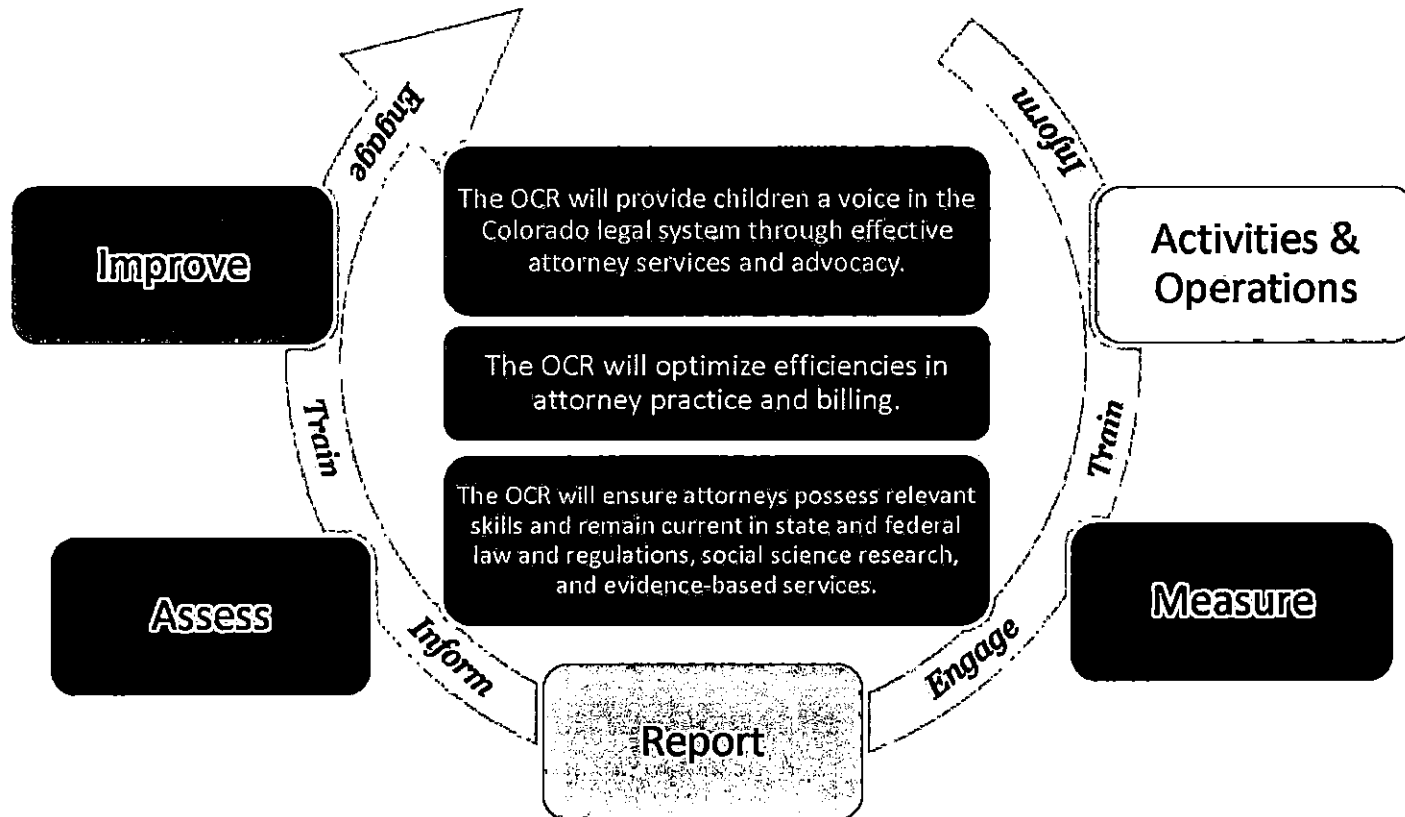 Engage
Inform
The OCR will provide children a voice in the
Colorado legal system through effective
attorney services and advocacy.
Improve
Activities &
Operations
The OCR will optimize efficiencies in
attorney practice and billing.
Train
Train
The OCR will ensure attorneys possess relevant
skills and remain current in state and federal
law and regulations, social science research,
and evidence-based services.
Assess
Measure
Inform
Engage
Report